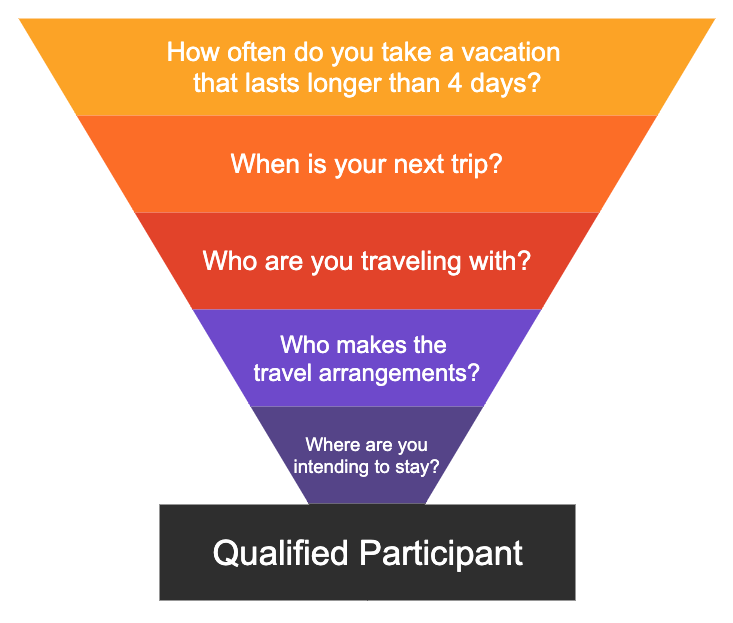 How often do you take a vacation
that lasts longer than 4 days?
When is your next trip?
Who are you traveling with?
Who makes the
travel arrangements?
Where are you
intending to stay?
Qualified Participant